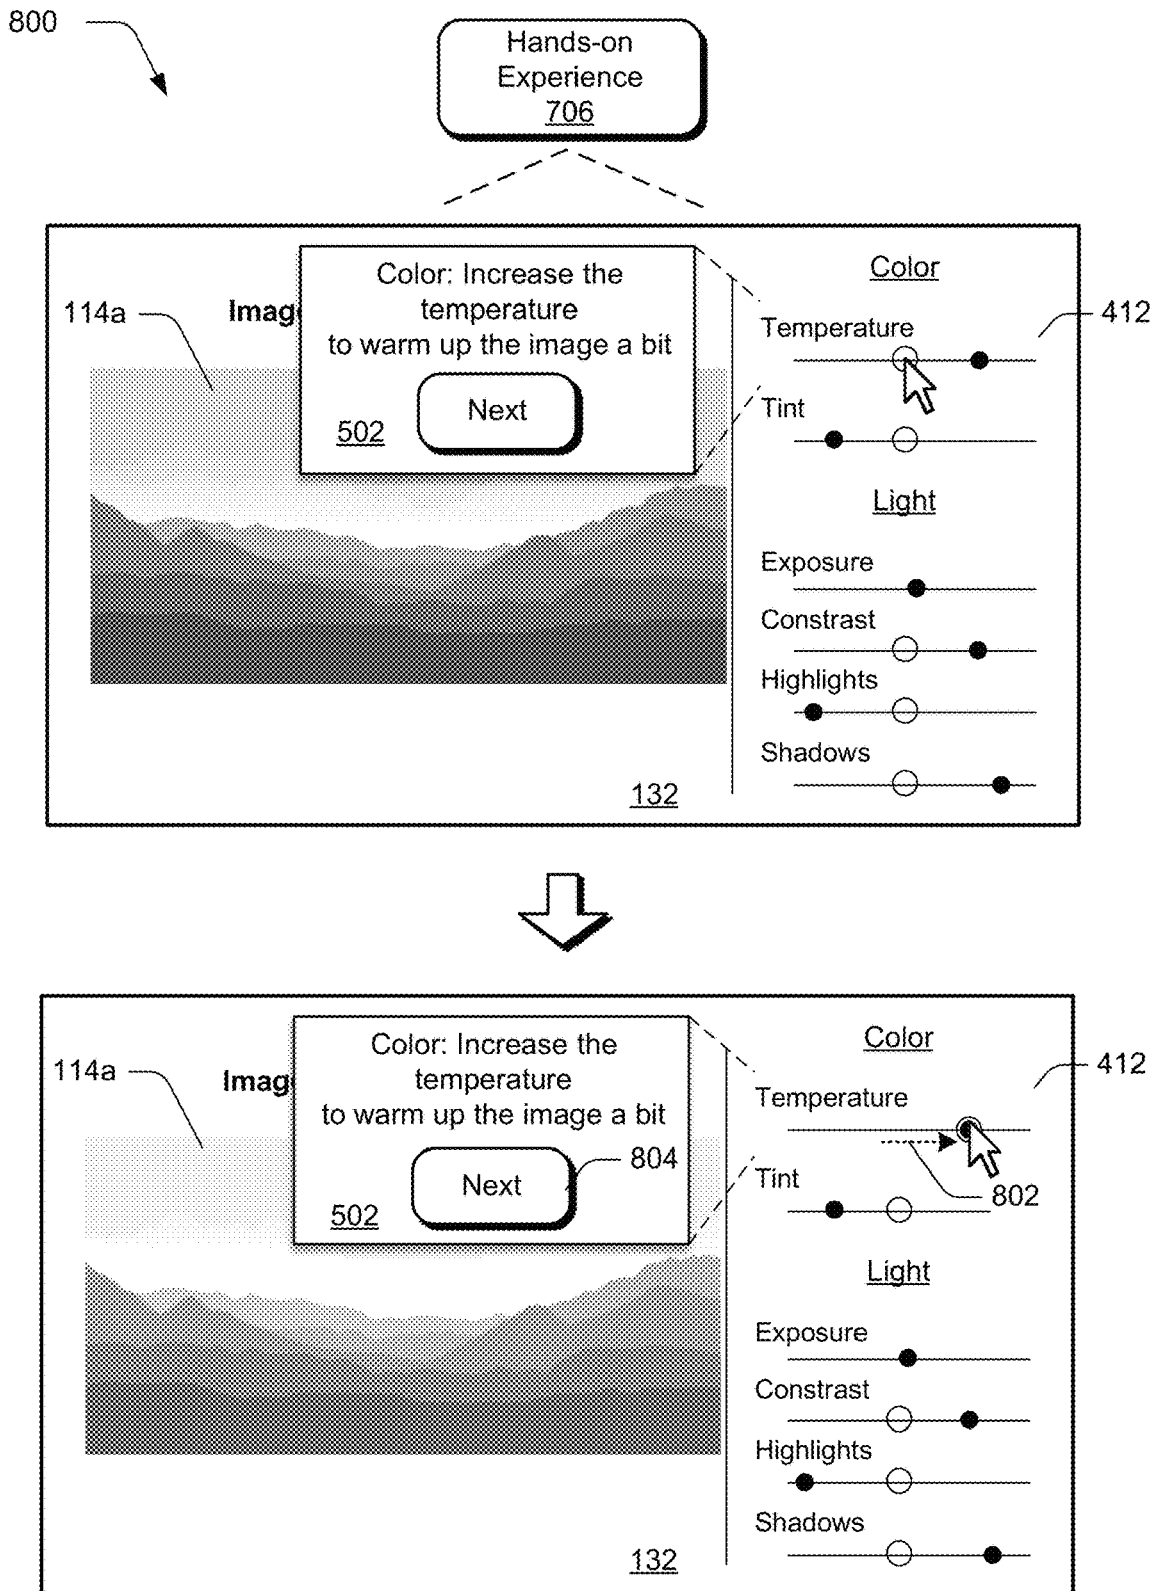 800
Hands-on
Experience
706
Color: Increase the
temperature
to warm up the image a bit
Next
502
114a
Imag
Color
Temperature
412
Tint
Light
Exposure
Constrast
Highlights
Shadows
132
Color: Increase the
temperature
to warm up the image a bit
Next
804
502
114a
Imag
Color
Temperature
412
802
Tint
Light
Exposure
Constrast
Highlights
Shadows
132